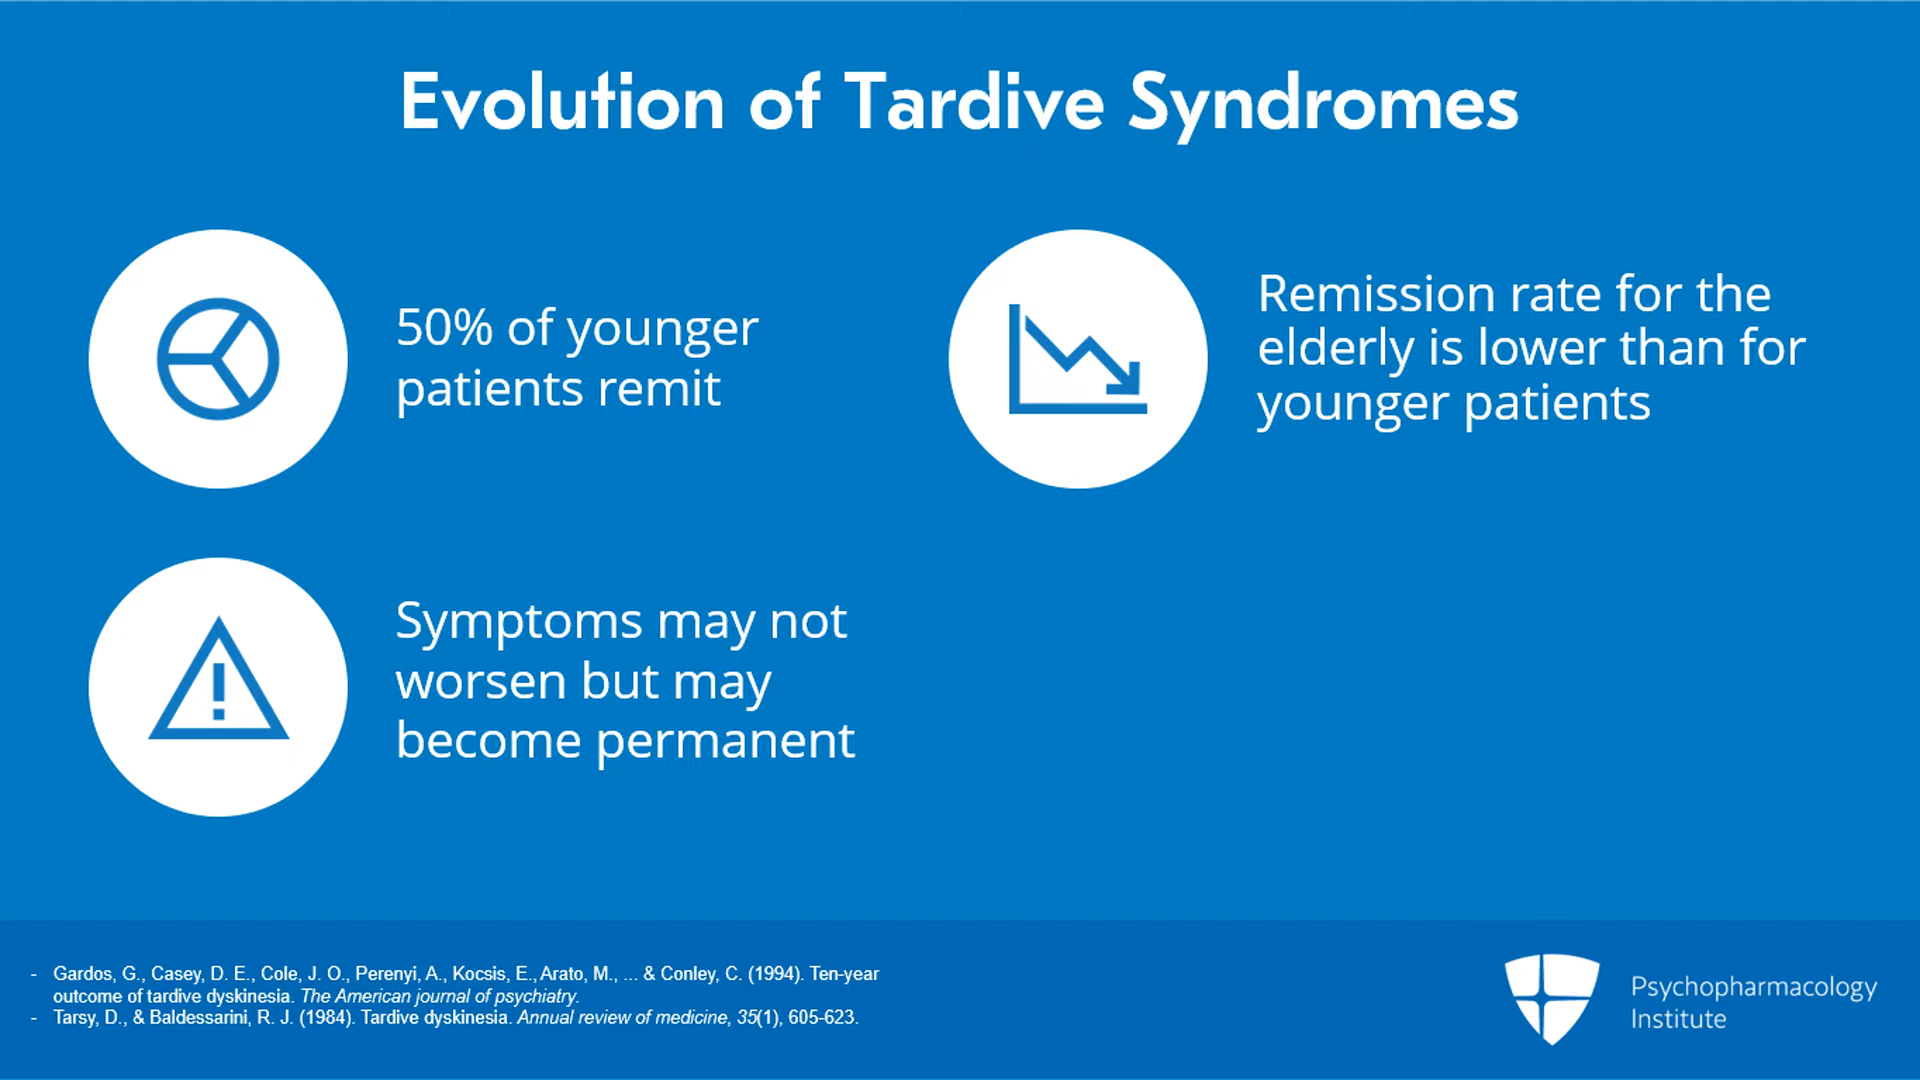 Evolution of Tardive Syndromes
50% of younger
patients remit
Remission rate for the
elderly is lower than for
younger patients
Symptoms may not
worsen but may
become permanent
- Gardos, G., Casey, D. E., Cole, J. O., Perenyi, A., Kocsis, E., Arato, M., ... & Conley, C. (1994). Ten-year
outcome of tardive dyskinesia. The American journal of psychiatry.
- Tarsy, D., & Baldessarini, R. J. (1984). Tardive dyskinesia. Annual review of medicine, 35(1), 605-623.
Psychopharmacology
Institute